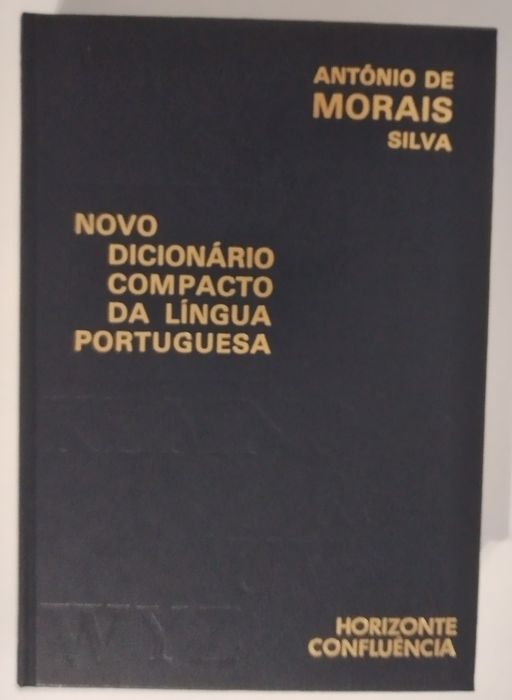 ANTÓNIO DE
MORAIS
SILVA
NOVO
DICIONÁRIO
COMPACTO
DA LÍNGUA
PORTUGUESA
HORIZONTE
CONFLUÊNCIA